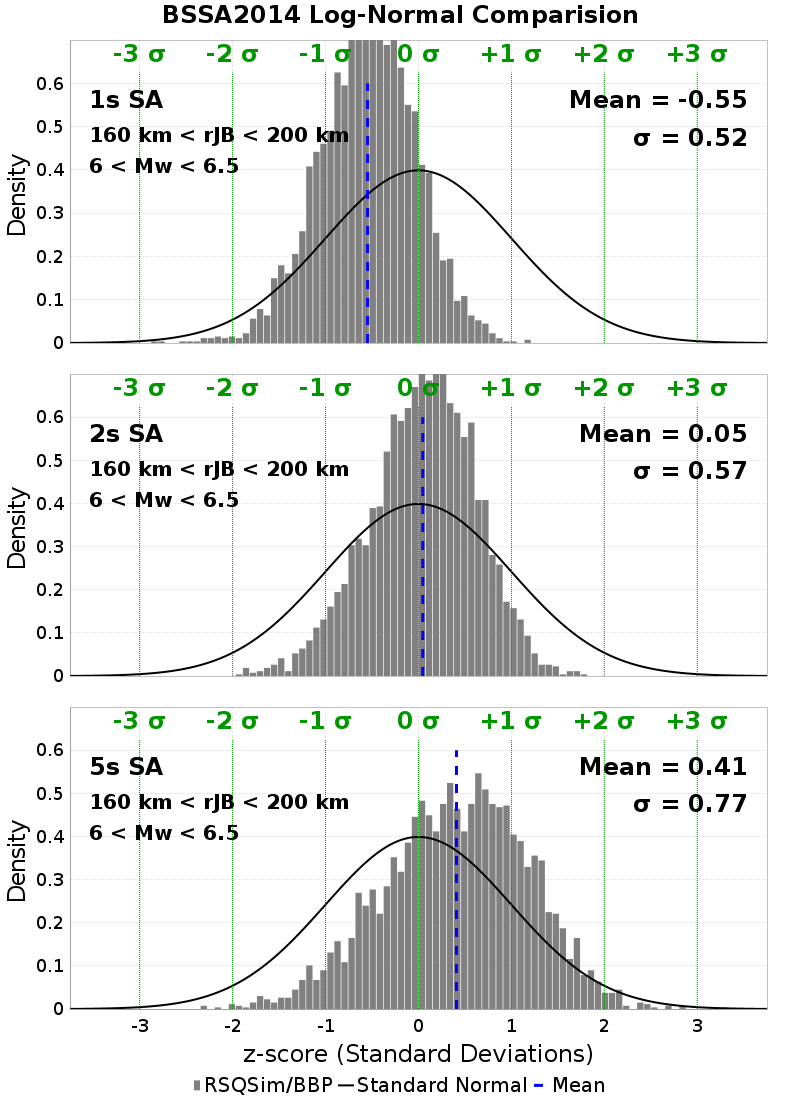 BSSA2014 Log-Normal Comparision
-3 σ -2 σ -1 σ 0 σ +1 σ +2 σ +3 σ
0.6
1s SA Mean = -0.55
0.5
160 km < rJB < 200 km σ = 0.52
6 < Mw < 6.5
0.4
Density
0.3
0.2
0.1
0
-3 σ -2 σ -1 σ 0 σ +1 σ +2 σ +3 σ
0.6
2s SA Mean = 0.05
0.5
160 km < rJB < 200 km σ = 0.57
6 < Mw < 6.5
0.4
Density
0.3
0.2
0.1
0
-3 σ -2 σ -1 σ 0 σ +1 σ +2 σ +3 σ
0.6
5s SA Mean = 0.41
0.5
160 km < rJB < 200 km σ = 0.77
6 < Mw < 6.5
0.4
Density
0.3
0.2
0.1
0
-3 -2 -1 0 1 2 3
z-score (Standard Deviations)
RSQSim/BBP Standard Normal Mean